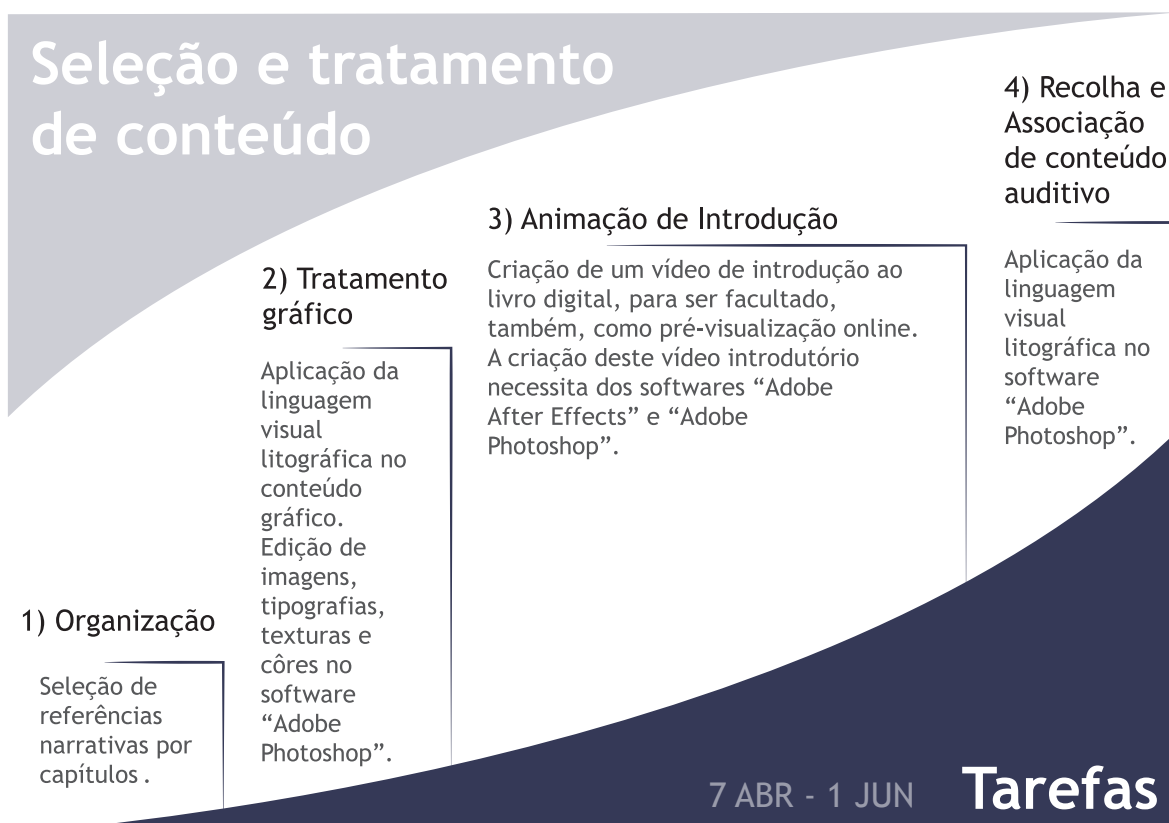 Seleção e tratamento
de conteúdo
1) Organização
Seleção de
referências
narrativas por
capítulos .
2) Tratamento
gráfico
Aplicação da
linguagem
visual
litográfica no
conteúdo
gráfico.
Edição de
imagens,
tipografias,
texturas e
côres no
software
“Adobe
Photoshop”.
3) Animação de Introdução
Criação de um vídeo de introdução ao
livro digital, para ser facultado,
também, como pré-visualização online.
A criação deste vídeo introdutório
necessita dos softwares “Adobe
After Effects” e “Adobe
Photoshop”.
4) Recolha e
Associação
de conteúdo
auditivo
Aplicação da
linguagem
visual
litográfica no
software
“Adobe
Photoshop”.
7 ABR - 1 JUN
Tarefas